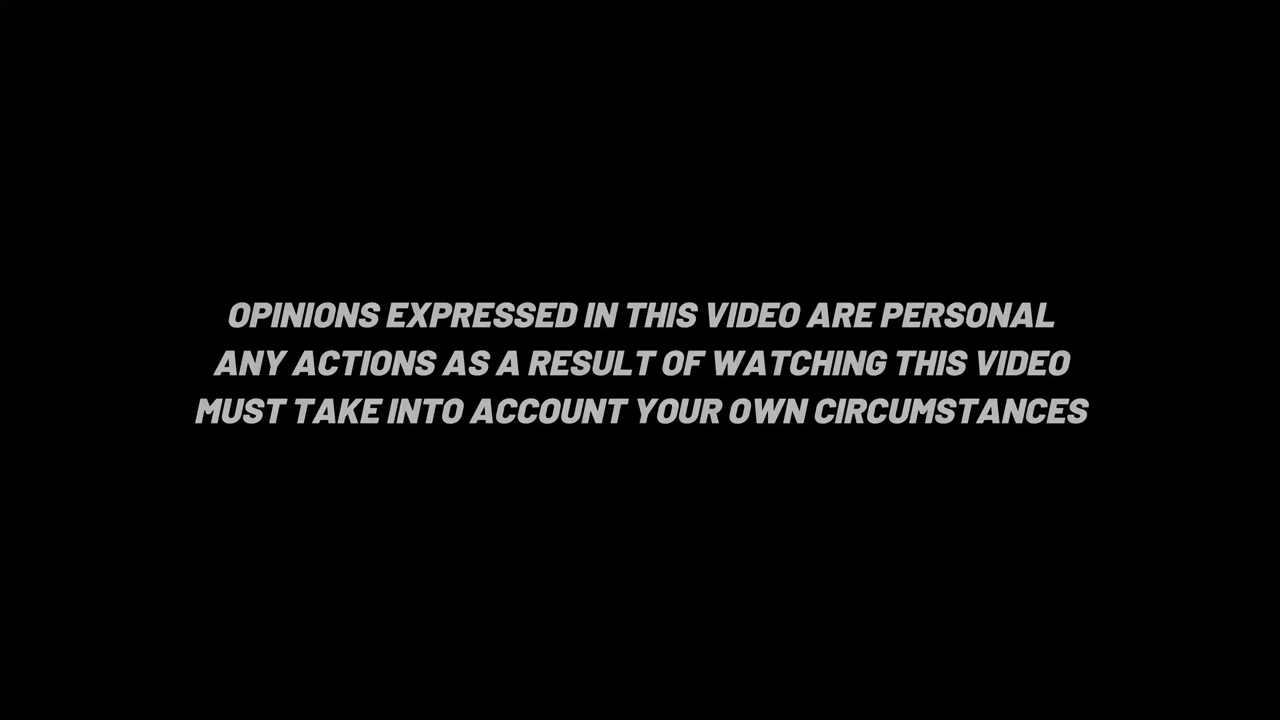 OPINIONS EXPRESSED IN THIS VIDEO ARE PERSONAL
ANY ACTIONS AS A RESULT OF WATCHING THIS VIDEO
MUST TAKE INTO ACCOUNT YOUR OWN CIRCUMSTANCES